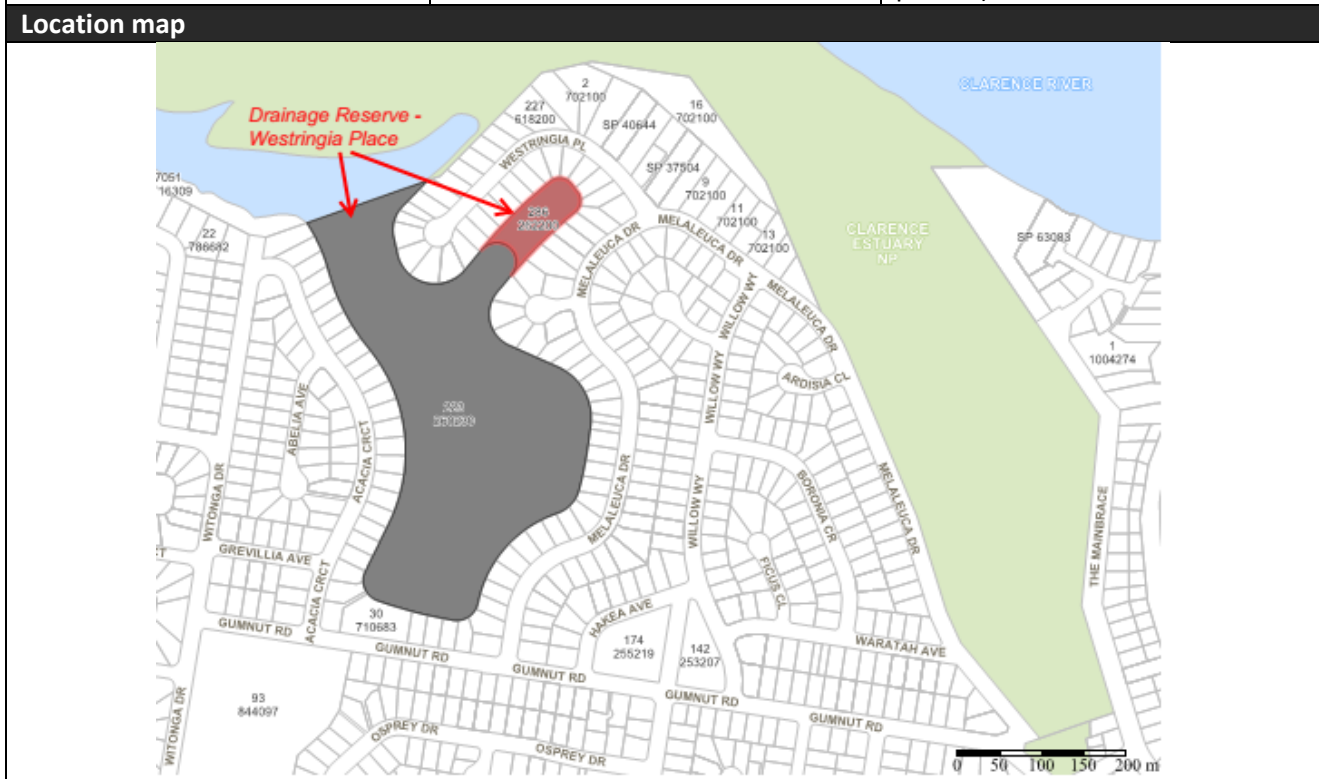 Location map
CLARENCE RIVER
2
702100
227
618200
16
702100
SP 40644
Drainage Reserve -
Westringia Place
WESTRINGIA PL
SP 37504
9
702100
7051
716309
11
702100
13
702100
22
786682
MELALEUCA DR
MELALEUCA DR
CLARENCE
ESTUARY
NP
SP 63083
WILLOW WY
MELALEUCA DR
1
1004274
WILLOW WY
ARDISIA CL
ABELIA AVE
ACACIA CRCT
WITONGA DR
MELALEUCA DR
WILLOW WY
BORONIA CR
MELALEUCA DR
THE MAINBRACE
GREVILLIA AVE
FICUS CL
ACACIA CRCT
30
710683
HAKEA AVE
GUMNUT RD
174
255219
142
253207
WARATAH AVE
GUMNUT RD
GUMNUT RD
GUMNUT RD
GUMNUT RD
93
844097
WITONGA DR
OSPREY DR
OSPREY DR
0 50 100 150 200 m